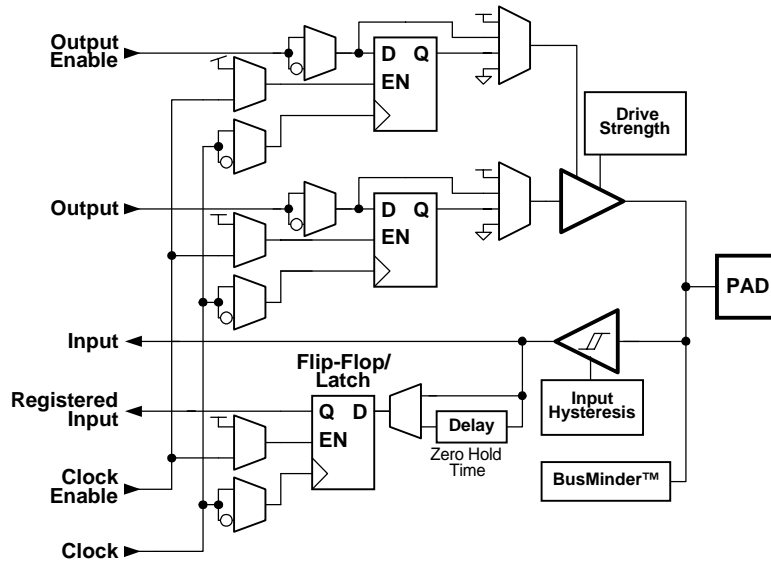 Output
Enable
D Q
EN
Drive
Strength
Output
D Q
EN
PAD
Input
Flip-Flop/
Latch
Input
Hysteresis
Registered
Input
Q D
EN
Delay
Zero Hold
Time
Clock
Enable
BusMinder™
Clock